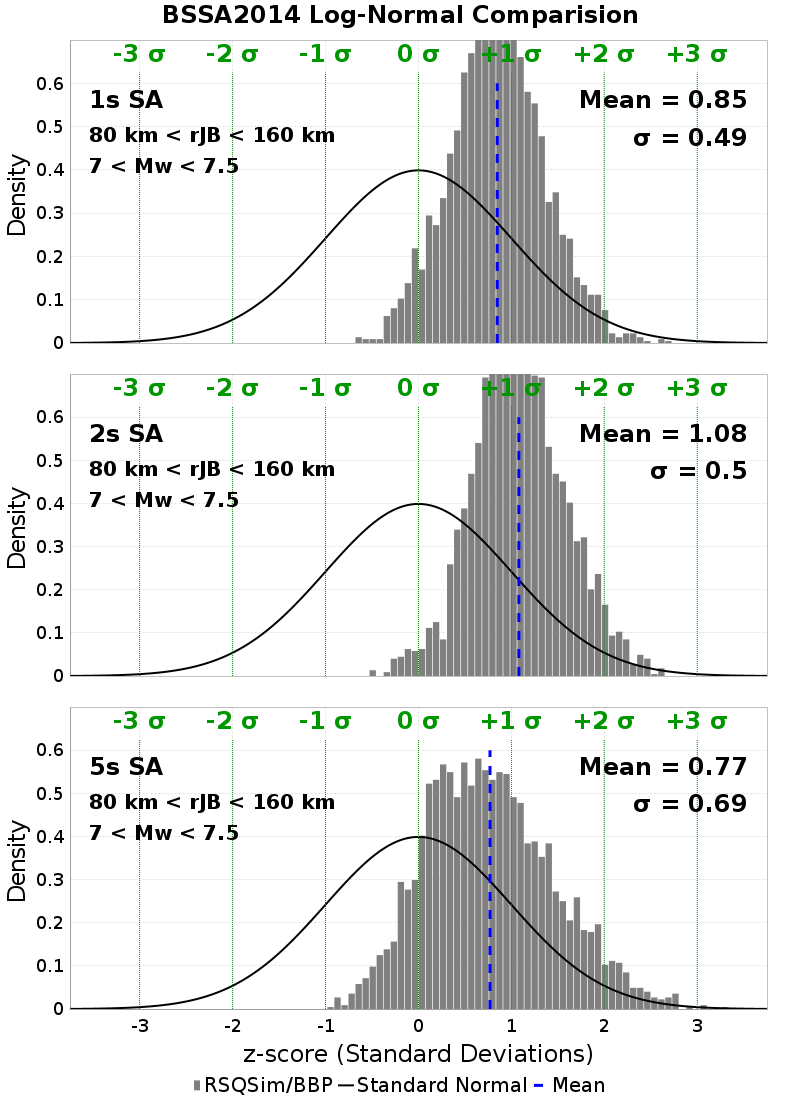 BSSA2014 Log-Normal Comparision
-3 σ -2 σ -1 σ 0 σ +1 σ +2 σ +3 σ
1s SA
Mean = 0.85
80 km < rJB < 160 km
σ = 0.49
7 < Mw < 7.5
Density
0.6
0.5
0.4
0.3
0.2
0.1
0
-3 σ -2 σ -1 σ 0 σ +1 σ +2 σ +3 σ
2s SA
Mean = 1.08
80 km < rJB < 160 km
σ = 0.5
7 < Mw < 7.5
Density
0.6
0.5
0.4
0.3
0.2
0.1
0
-3 σ -2 σ -1 σ 0 σ +1 σ +2 σ +3 σ
5s SA
Mean = 0.77
80 km < rJB < 160 km
σ = 0.69
7 < Mw < 7.5
Density
0.6
0.5
0.4
0.3
0.2
0.1
0
-3 -2 -1 0 1 2 3
z-score (Standard Deviations)
RSQSim/BBP Standard Normal Mean